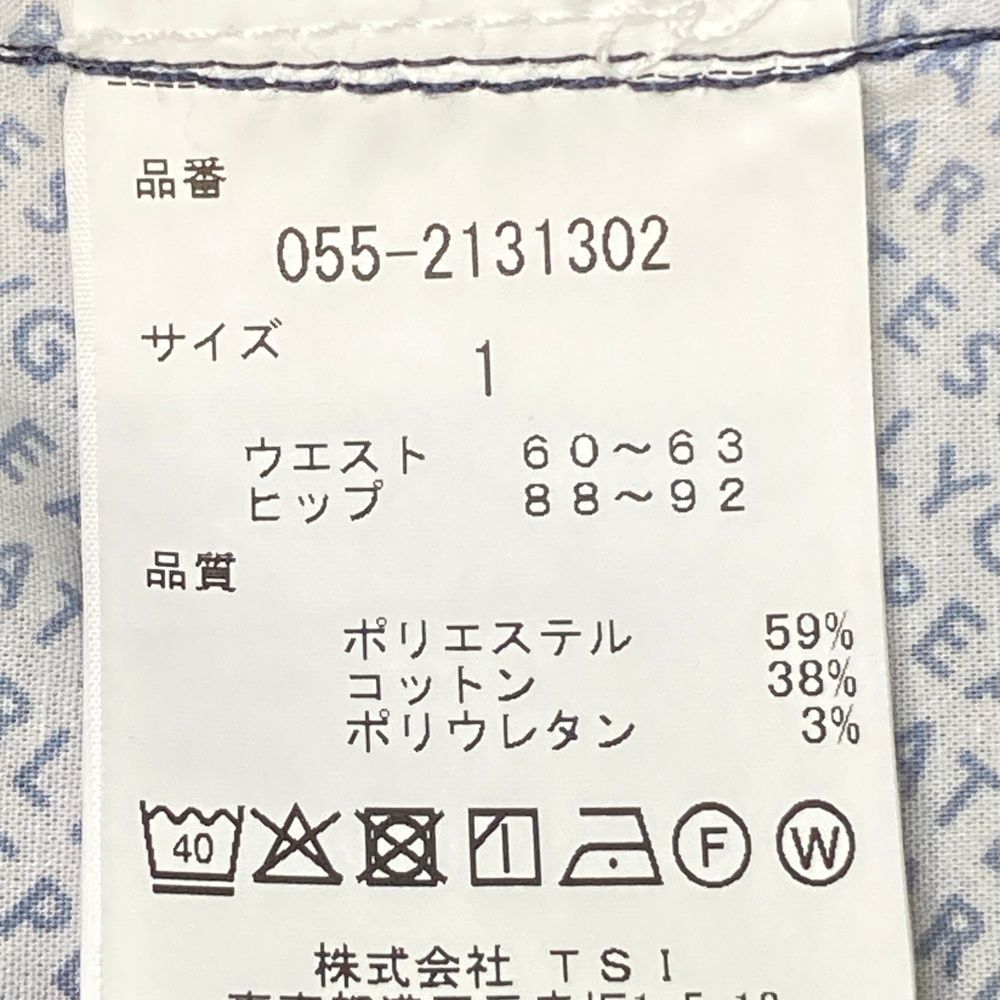 品番
055-2131302
サイズ
1
ウエスト 60～63
ヒップ 88～92
品質
ポリエステル 59%
コットン 38%
ポリウレタン 3%
40
F W
株式会社 TSI